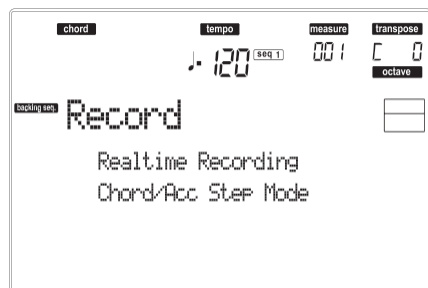 chord tempo measure transpose
♩- 120 seq 1 001 C 0
octave
backing seq. Record
Realtime Recording
Chord/Acc Step Mode